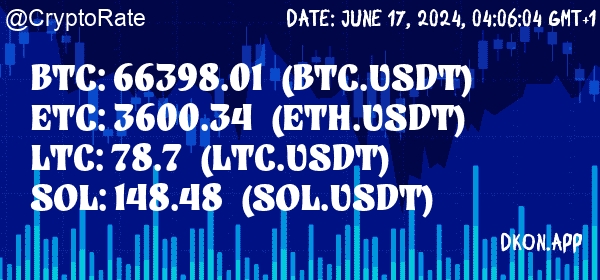 @CryptoRate
DATE: JUNE 17, 2024, 04:06:04 GMT+1
BTC: 66398.01 (BTC.USDT)
ETC: 3600.34 (ETH.USDT)
LTC: 78.7 (LTC.USDT)
SOL: 148.48 (SOL.USDT)
DKON.APP